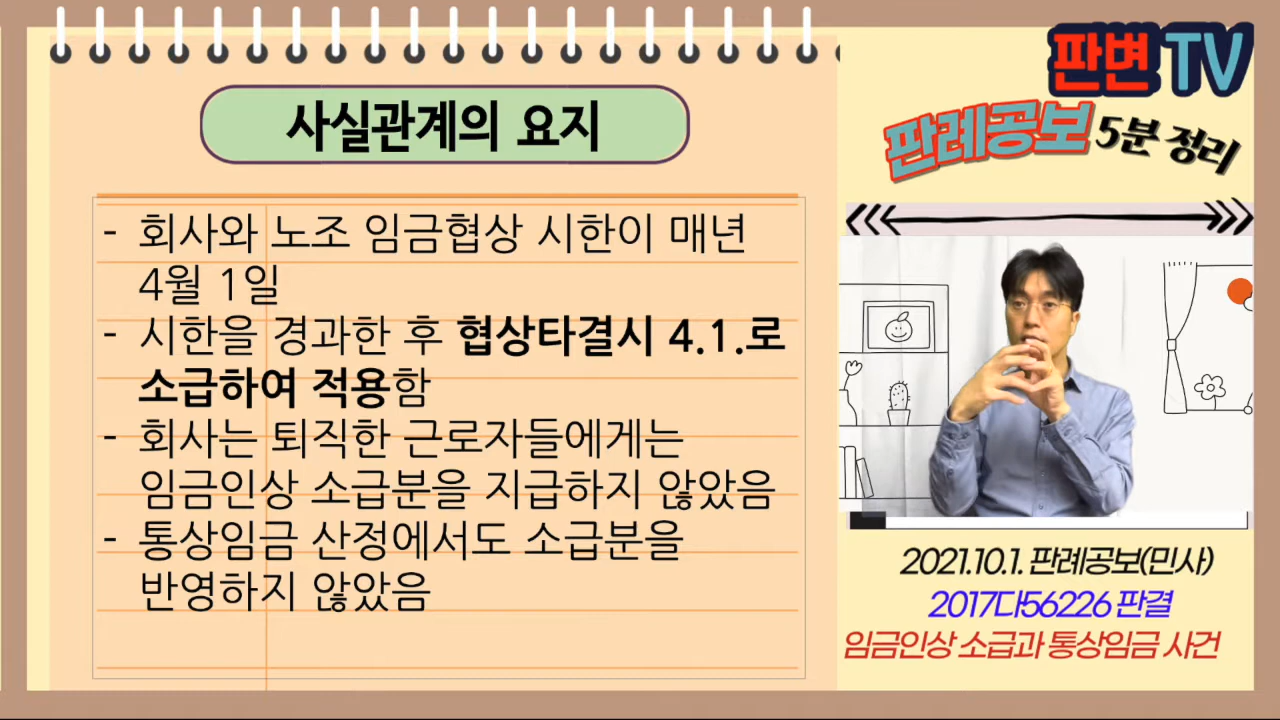 사실관계의 요지
- 회사와 노조 임금협상 시한이 매년
4월 1일
- 시한을 경과한 후 협상타결시 4.1.로
소급하여 적용함
- 회사는 퇴직한 근로자들에게는
임금인상 소급분을 지급하지 않았음
- 통상임금 산정에서도 소급분을
반영하지 않았음
판변 TV
판례공보 5분 정리
2021.10.1. 판례공보(민사)
2017다56226 판결
임금인상 소급과 통상임금 사건